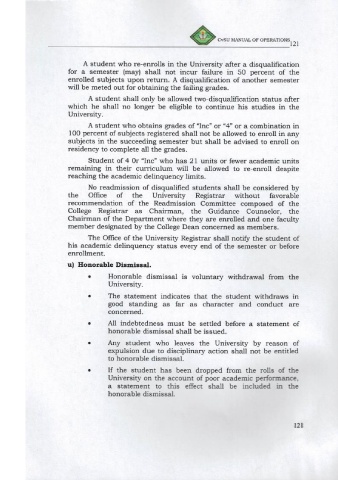 CvSU MANUAL OF OPERATIONS
121
A student who re-enrolls in the University after a disqualification
for a semester (may) shall not incur failure in 50 percent of the
enrolled subjects upon return. A disqualification of another semester
will be meted out for obtaining the failing grades.
A student shall only be allowed two-disqualification status after
which he shall no longer be eligible to continue his studies in the
University.
A student who obtains grades of "Inc" or "4" or a combination in
100 percent of subjects registered shall not be allowed to enroll in any
subjects in the succeeding semester but shall be advised to enroll on
residency to complete all the grades.
Student of 4 0r "Inc" who has 21 units or fewer academic units
remaining in their curriculum will be allowed to re-enroll despite
reaching the academic delinquency limits.
No readmission of disqualified students shall be considered by
the Office of the University Registrar without favorable
recommendation of the Readmission Committee composed of the
College Registrar as Chairman, the Guidance Counselor, the
Chairman of the Department where they are enrolled and one faculty
member designated by the College Dean concerned as members.
The Office of the University Registrar shall notify the student of
his academic delinquency status every end of the semester or before
enrollment.
u) Honorable Dismissal.
• Honorable dismissal is voluntary withdrawal from the
University.
• The statement indicates that the student withdraws in
good standing as far as character and conduct are
concerned.
• All indebtedness must be settled before a statement of
honorable dismissal shall be issued.
• Any student who leaves the University by reason of
expulsion due to disciplinary action shall not be entitled
to honorable dismissal.
• If the student has been dropped from the rolls of the
University on the account of poor academic performance,
a statement to this effect shall be included in the
honorable dismissal.
121